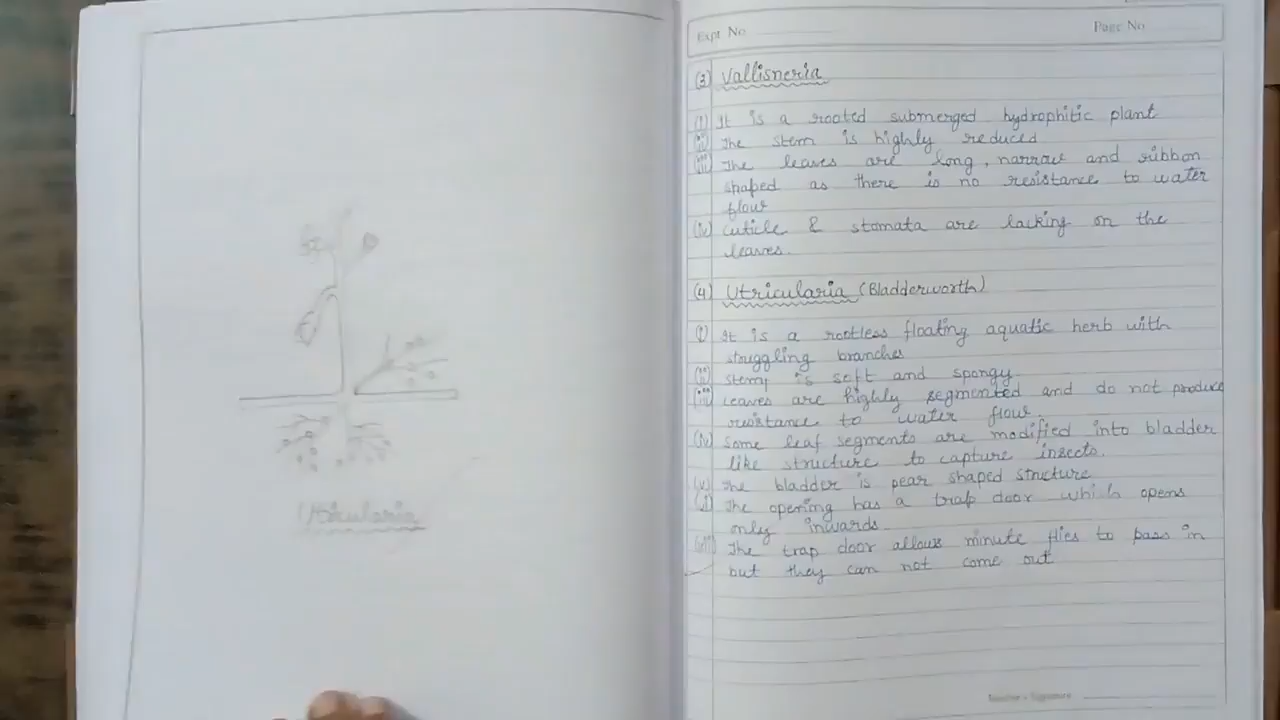 Utricularia
Expt. No.
Page No.
(3) Vallisneria
(i) It is a rooted submerged hydrophitic plant
(ii) The stem is highly reduced
(iii) The leaves are long, narrow and ribbon
shaped as there is no resistance to water
flow
(iv) cuticle & stomata are lacking on the
leaves.
(4) Utricularia (Bladderworth)
(i) It is a rootless floating aquatic herb with
struggling branches
(ii) stem is soft and spongy.
(iii) leaves are highly segmented and do not produce
resistance to water flow.
(iv) some leaf segments are modified into bladder
like structure to capture insects.
(v) The bladder is pear shaped structure
(vi) The opening has a trap door which opens
only inwards
(vii) The trap door allows minute flies to pass in
but they can not come out
Teacher's Signature